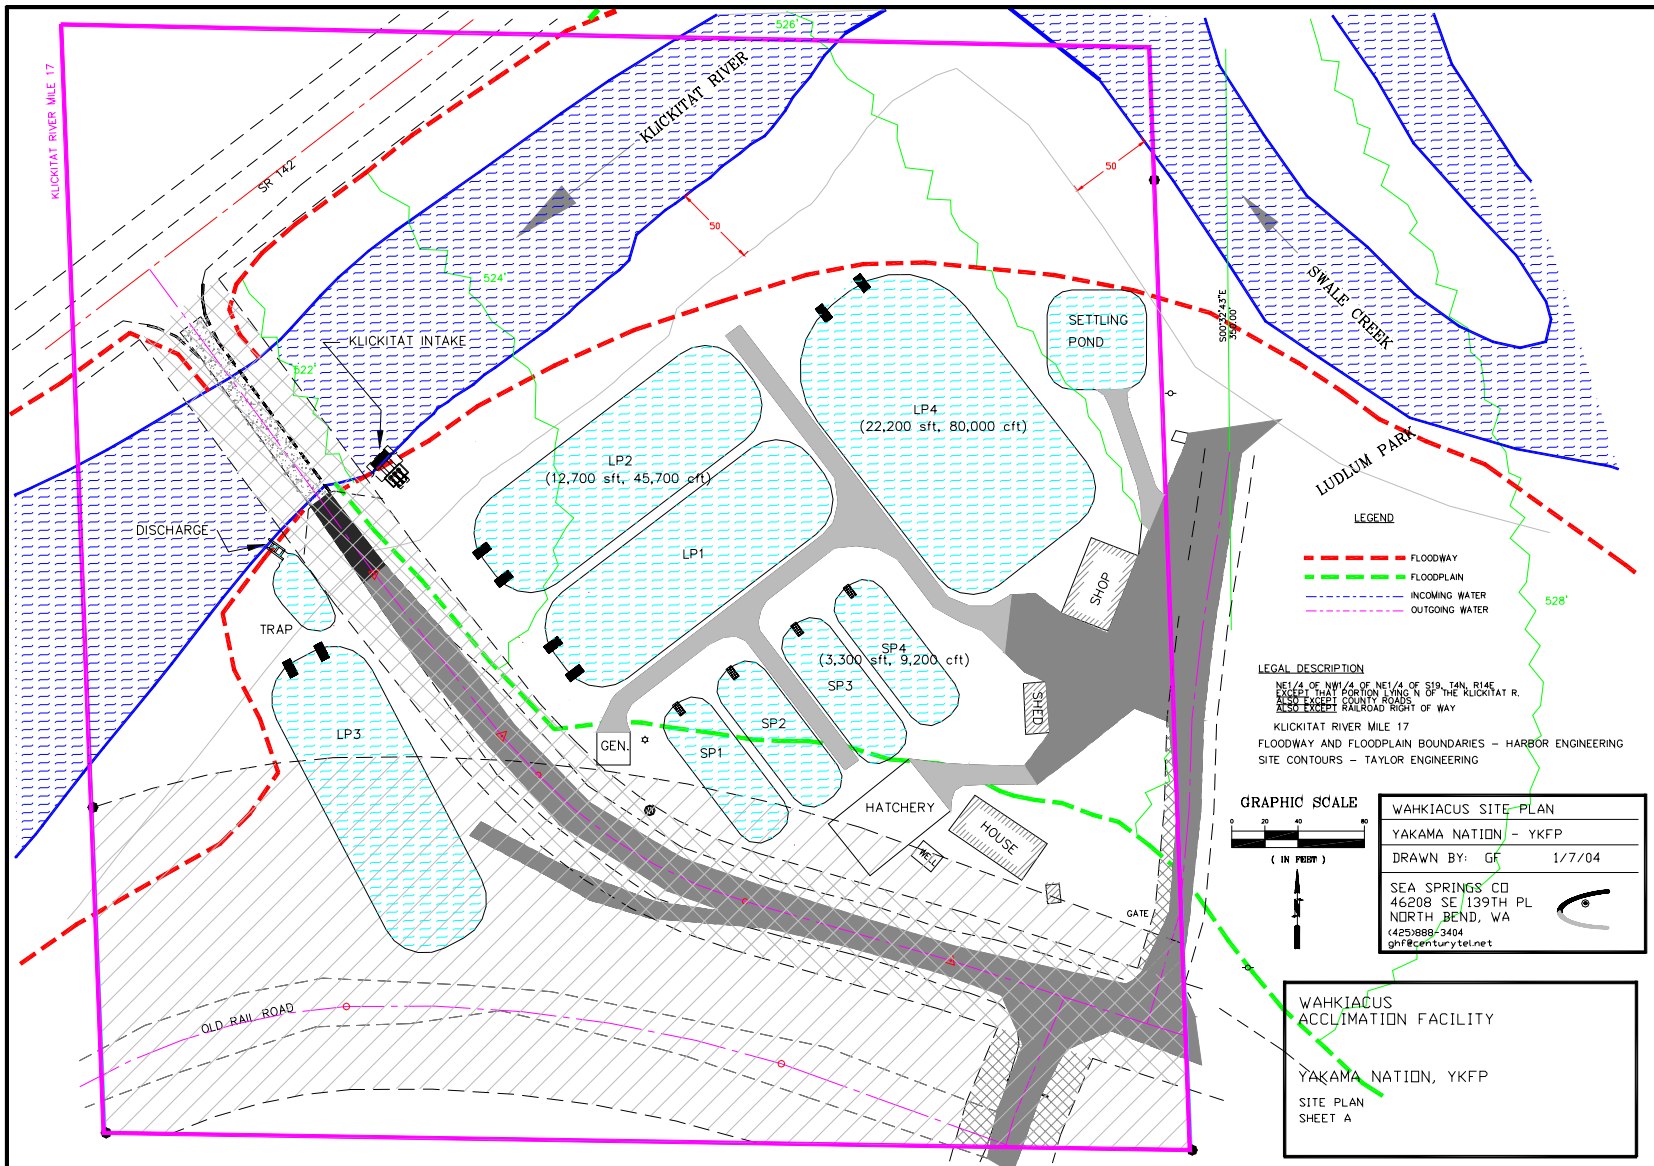 526'
KLICKITAT RIVER MILE 17
KLICKITAT RIVER
SR 142
50
50
524'
SWALE CREEK
S00°32'43"E
359.00'
SETTLING
POND
KLICKITAT INTAKE
522'
LP4
(22,200 sft, 80,000 cft)
LP2
(12,700 sft, 45,700 cft)
LUDLUM PARK
LEGEND
DISCHARGE
LP1
FLOODWAY
FLOODPLAIN
INCOMING WATER
OUTGOING WATER
528'
SHOP
TRAP
SP4
(3,300 sft, 9,200 cft)
SP3
SHED
LEGAL DESCRIPTION
NE1/4 OF NW1/4 OF NE1/4 OF S19, T4N, R14E
EXCEPT THAT PORTION LYING N OF THE KLICKITAT R.
ALSO EXCEPT COUNTY ROADS
ALSO EXCEPT RAILROAD RIGHT OF WAY
KLICKITAT RIVER MILE 17
FLOODWAY AND FLOODPLAIN BOUNDARIES - HARBOR ENGINEERING
SITE CONTOURS - TAYLOR ENGINEERING
LP3
SP2
SP1
GEN.
HATCHERY
HOUSE
WELL
GATE
GRAPHIC SCALE
0 20 40 80
( IN FEET )
N
WAHKIACUS SITE PLAN
YAKAMA NATION - YKFP
DRAWN BY: GF 1/7/04
SEA SPRINGS CO
46208 SE 139TH PL
NORTH BEND, WA
(425)888-3404
ghf@centurytel.net
OLD RAIL ROAD
WAHKIACUS
ACCLIMATION FACILITY
YAKAMA NATION, YKFP
SITE PLAN
SHEET A